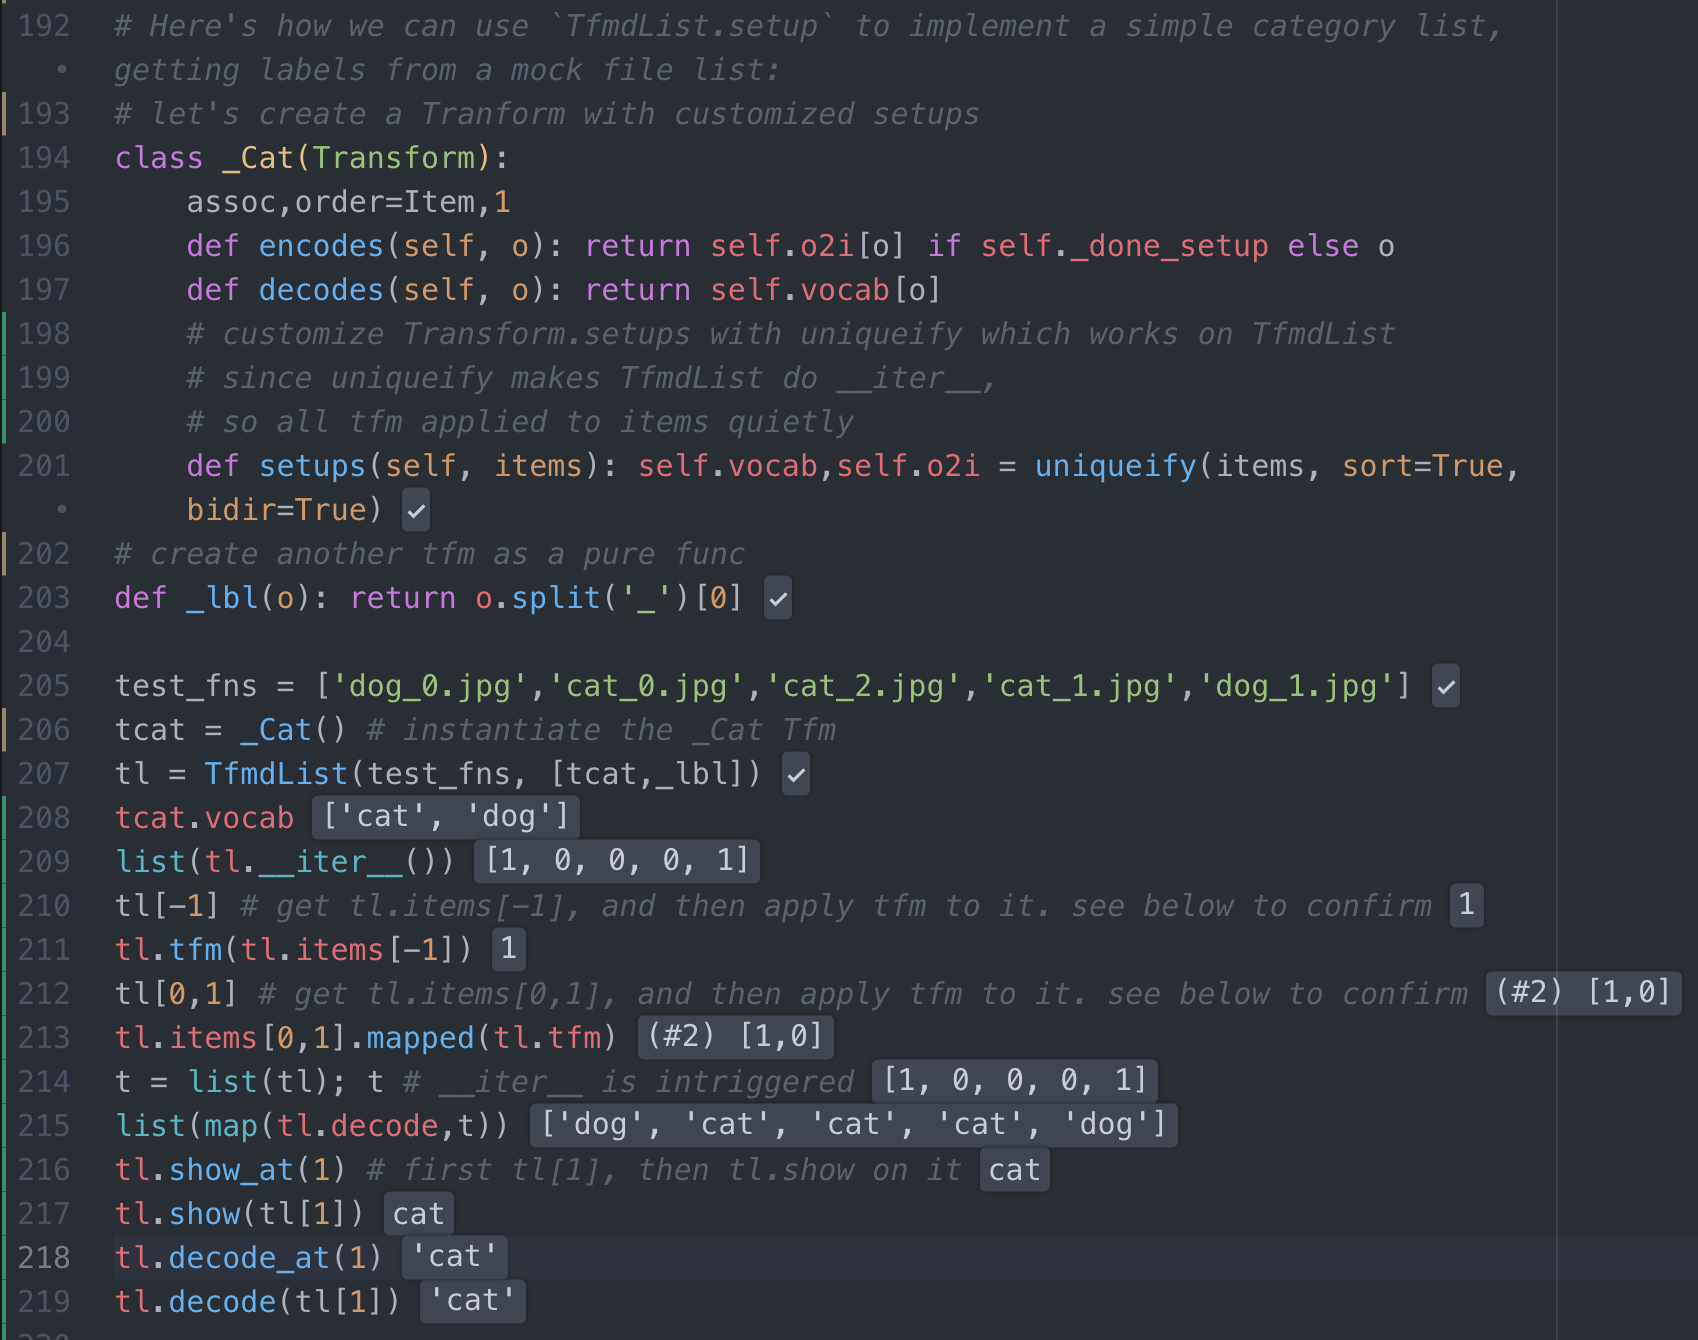 192 # Here's how we can use `TfmdList.setup` to implement a simple category list,
• getting labels from a mock file list:
193 # let's create a Tranform with customized setups
194 class _Cat(Transform):
195     assoc,order=Item,1
196     def encodes(self, o): return self.o2i[o] if self._done_setup else o
197     def decodes(self, o): return self.vocab[o]
198     # customize Transform.setups with uniqueify which works on TfmdList
199     # since uniqueify makes TfmdList do __iter__,
200     # so all tfm applied to items quietly
201     def setups(self, items): self.vocab,self.o2i = uniqueify(items, sort=True,
•     bidir=True) ✓
202 # create another tfm as a pure func
203 def _lbl(o): return o.split('_')[0] ✓
204
205 test_fns = ['dog_0.jpg','cat_0.jpg','cat_2.jpg','cat_1.jpg','dog_1.jpg'] ✓
206 tcat = _Cat() # instantiate the _Cat Tfm
207 tl = TfmdList(test_fns, [tcat,_lbl]) ✓
208 tcat.vocab ['cat', 'dog']
209 list(tl.__iter__()) [1, 0, 0, 0, 1]
210 tl[-1] # get tl.items[-1], and then apply tfm to it. see below to confirm 1
211 tl.tfm(tl.items[-1]) 1
212 tl[0,1] # get tl.items[0,1], and then apply tfm to it. see below to confirm (#2) [1,0]
213 tl.items[0,1].mapped(tl.tfm) (#2) [1,0]
214 t = list(tl); t # __iter__ is intriggered [1, 0, 0, 0, 1]
215 list(map(tl.decode,t)) ['dog', 'cat', 'cat', 'cat', 'dog']
216 tl.show_at(1) # first tl[1], then tl.show on it cat
217 tl.show(tl[1]) cat
218 tl.decode_at(1) 'cat'
219 tl.decode(tl[1]) 'cat'